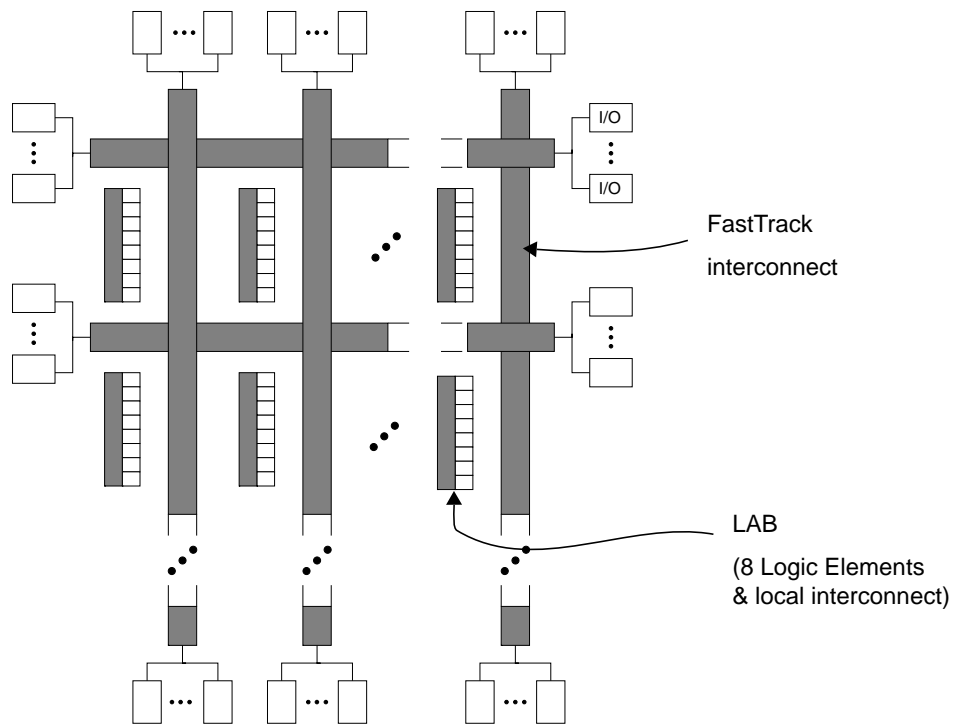 I/O
I/O
FastTrack
interconnect
LAB
(8 Logic Elements
& local interconnect)